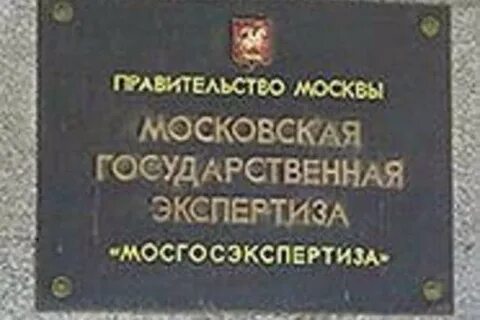 ПРАВИТЕЛЬСТВО МОСКВЫ
МОСКОВСКАЯ
ГОСУДАРСТВЕННАЯ
ЭКСПЕРТИЗА
«МОСГОСЭКСПЕРТИЗА»